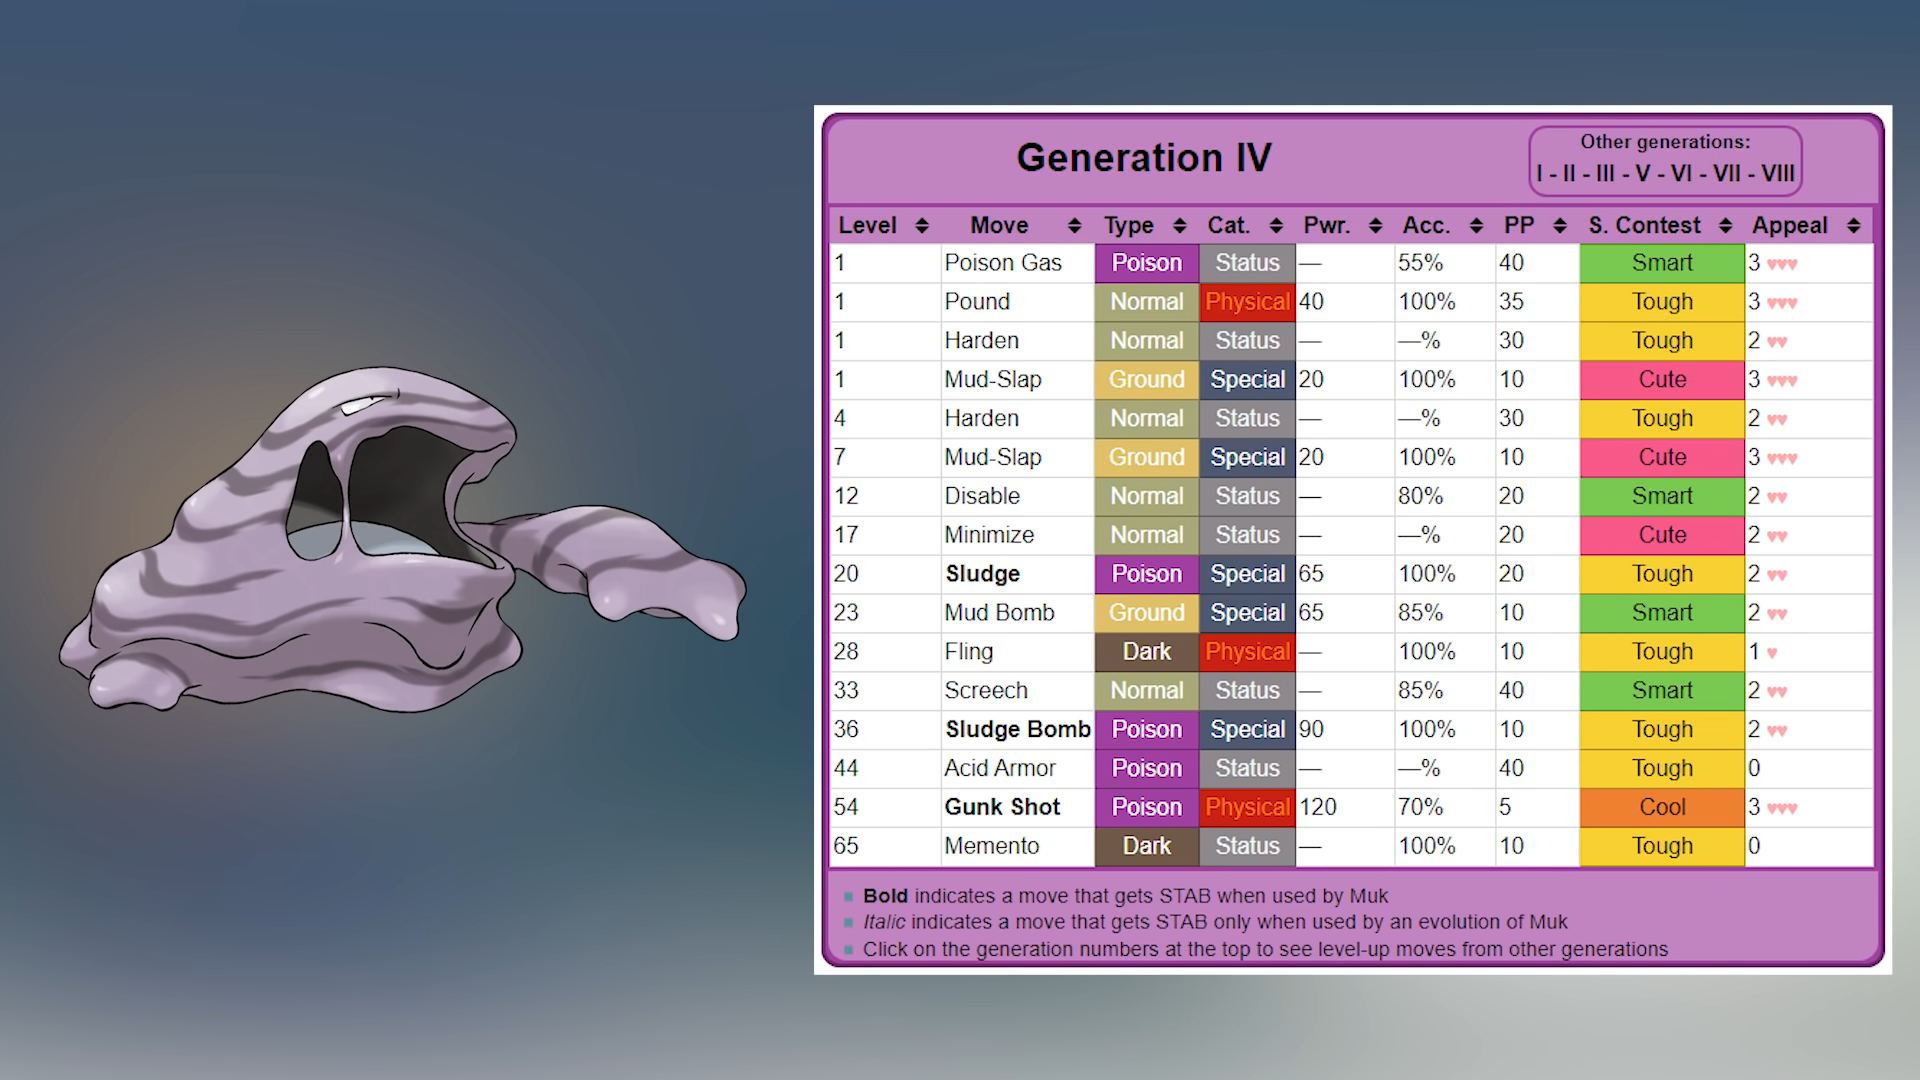 Generation IV
Other generations:
I - II - III - V - VI - VII - VIII
Level Move Type Cat. Pwr. Acc. PP S. Contest Appeal
1 Poison Gas Poison Status — 55% 40 Smart 3 ♥♥♥
1 Pound Normal Physical 40 100% 35 Tough 3 ♥♥♥
1 Harden Normal Status — —% 30 Tough 2 ♥♥
1 Mud-Slap Ground Special 20 100% 10 Cute 3 ♥♥♥
4 Harden Normal Status — —% 30 Tough 2 ♥♥
7 Mud-Slap Ground Special 20 100% 10 Cute 3 ♥♥♥
12 Disable Normal Status — 80% 20 Smart 2 ♥♥
17 Minimize Normal Status — —% 20 Cute 2 ♥♥
20 Sludge Poison Special 65 100% 20 Tough 2 ♥♥
23 Mud Bomb Ground Special 65 85% 10 Smart 2 ♥♥
28 Fling Dark Physical — 100% 10 Tough 1 ♥
33 Screech Normal Status — 85% 40 Smart 2 ♥♥
36 Sludge Bomb Poison Special 90 100% 10 Tough 2 ♥♥
44 Acid Armor Poison Status — —% 40 Tough 0
54 Gunk Shot Poison Physical 120 70% 5 Cool 3 ♥♥♥
65 Memento Dark Status — 100% 10 Tough 0
Bold indicates a move that gets STAB when used by Muk
Italic indicates a move that gets STAB only when used by an evolution of Muk
Click on the generation numbers at the top to see level-up moves from other generations